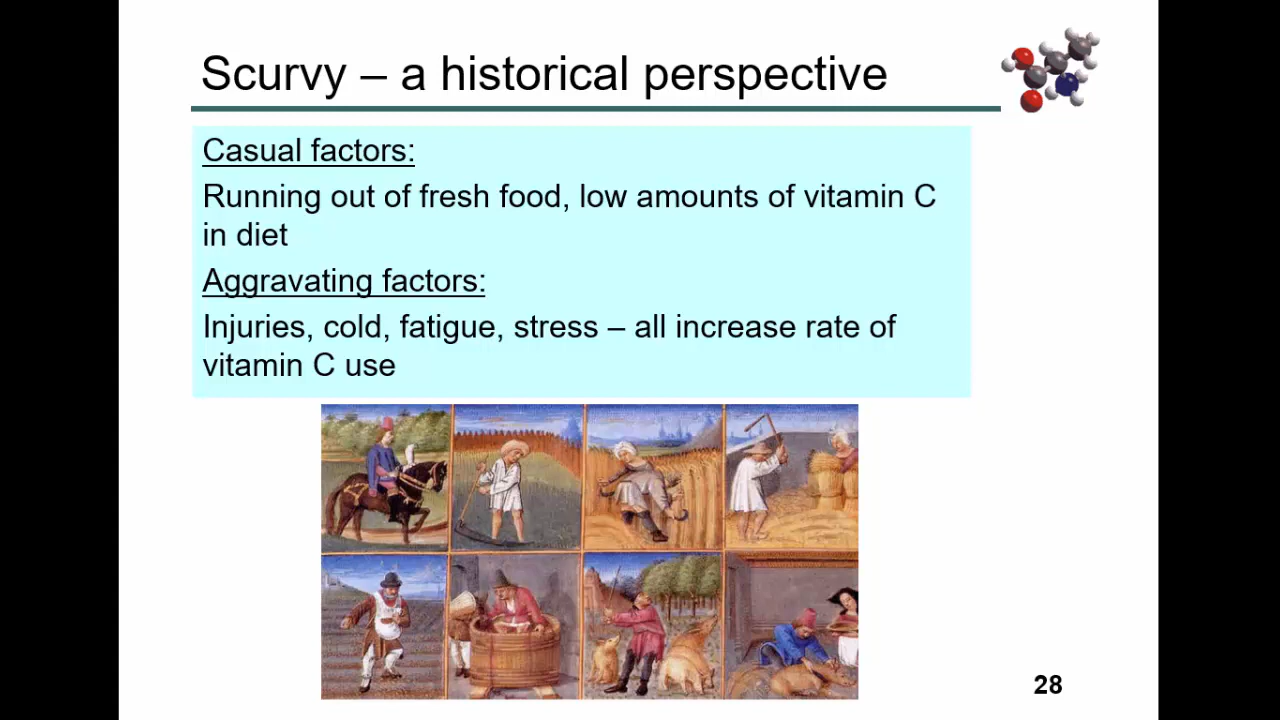 Scurvy – a historical perspective
Casual factors:
Running out of fresh food, low amounts of vitamin C
in diet
Aggravating factors:
Injuries, cold, fatigue, stress – all increase rate of
vitamin C use
28